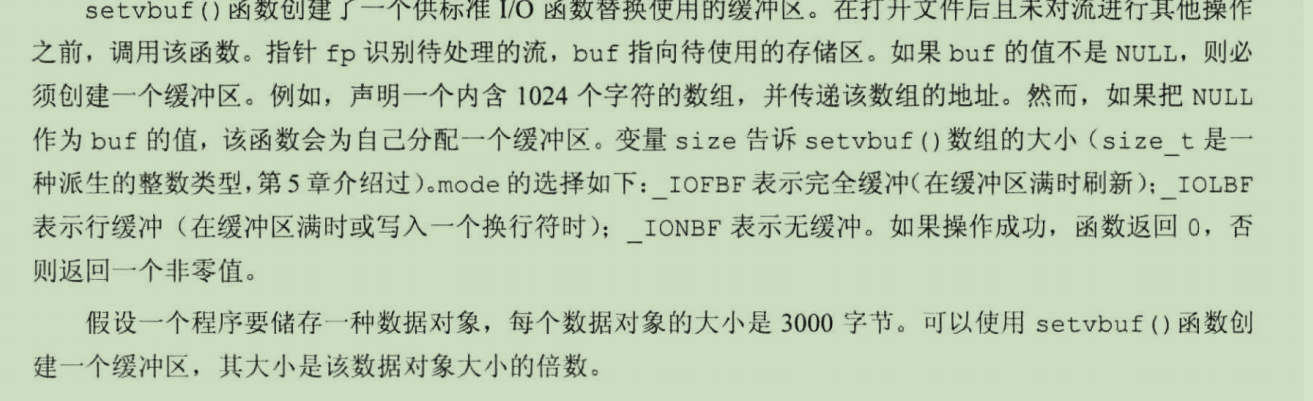 setvbuf()函数创建了一个供标准 I/O 函数替换使用的缓冲区。在打开文件后且未对流进行其他操作
之前，调用该函数。指针 fp 识别待处理的流，buf 指向待使用的存储区。如果 buf 的值不是 NULL，则必
须创建一个缓冲区。例如，声明一个内含 1024 个字符的数组，并传递该数组的地址。然而，如果把 NULL
作为 buf 的值，该函数会为自己分配一个缓冲区。变量 size 告诉 setvbuf()数组的大小（size_t 是一
种派生的整数类型，第 5 章介绍过）。mode 的选择如下：_IOFBF 表示完全缓冲（在缓冲区满时刷新）；_IOLBF
表示行缓冲（在缓冲区满时或写入一个换行符时）；_IONBF 表示无缓冲。如果操作成功，函数返回 0，否
则返回一个非零值。
假设一个程序要储存一种数据对象，每个数据对象的大小是 3000 字节。可以使用 setvbuf()函数创
建一个缓冲区，其大小是该数据对象大小的倍数。